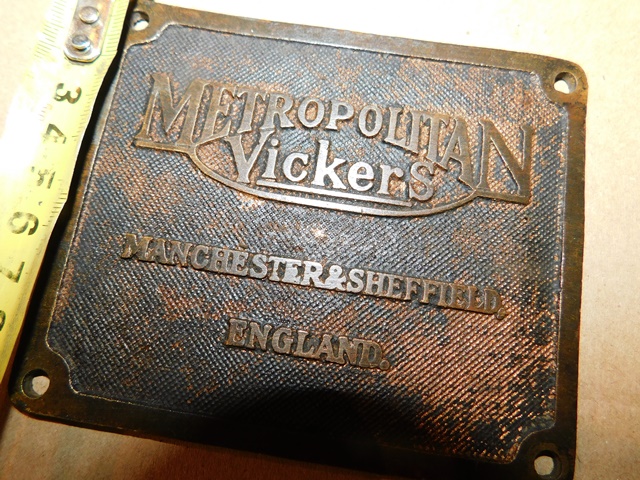 METROPOLITAN
Vickers
MANCHESTER & SHEFFIELD,
ENGLAND.
3
4
5
6
7